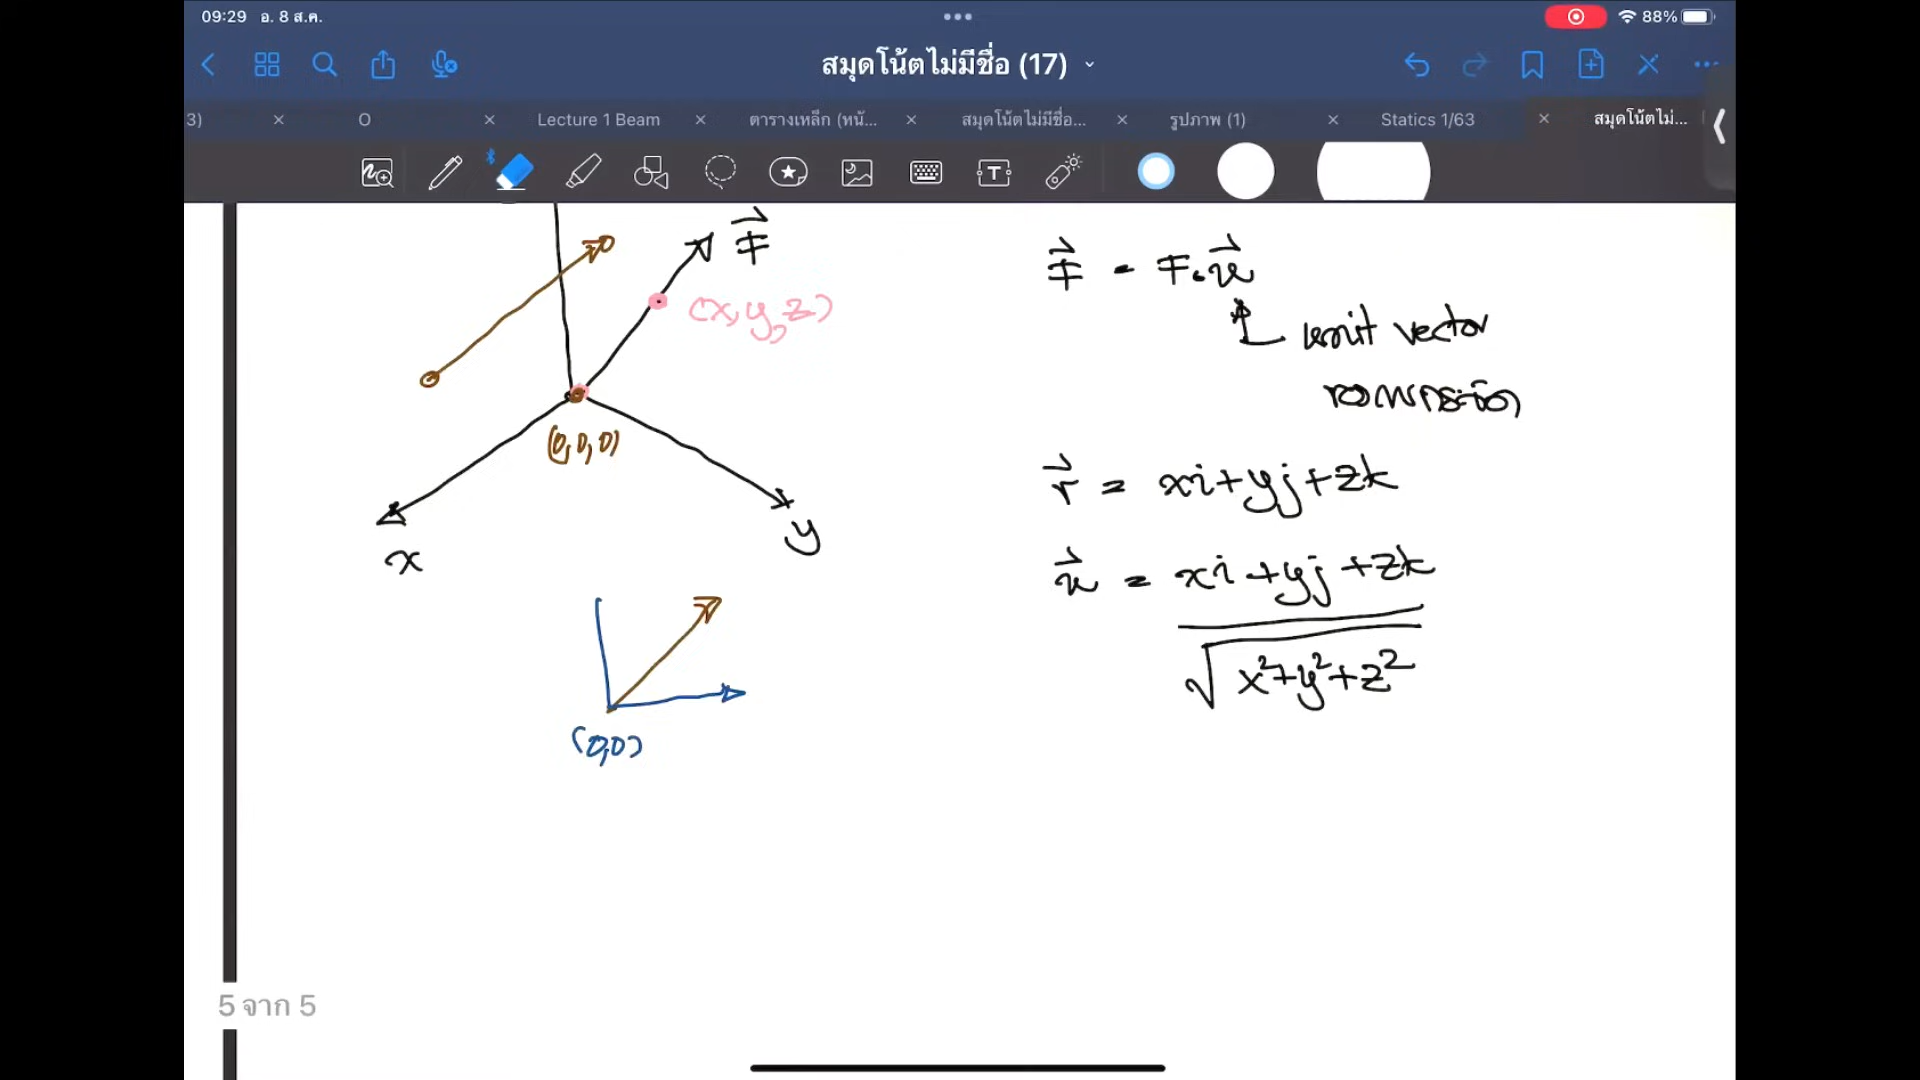 09:29 อ. 8 ส.ค.
88%
สมุดโน้ตไม่มีชื่อ (17)
3)
O
Lecture 1 Beam
ตารางเหล็ก (หนั...
สมุดโน้ตไม่มีชื่อ...
รูปภาพ (1)
Statics 1/63
สมุดโน้ตไม่...
F
(x,y,z)
(0,0,0)
x
y
(0,0)
F = F.u
unit vector
r = xi+yj+zk
u = xi+yj+zk
√x²+y²+z²
5 จาก 5